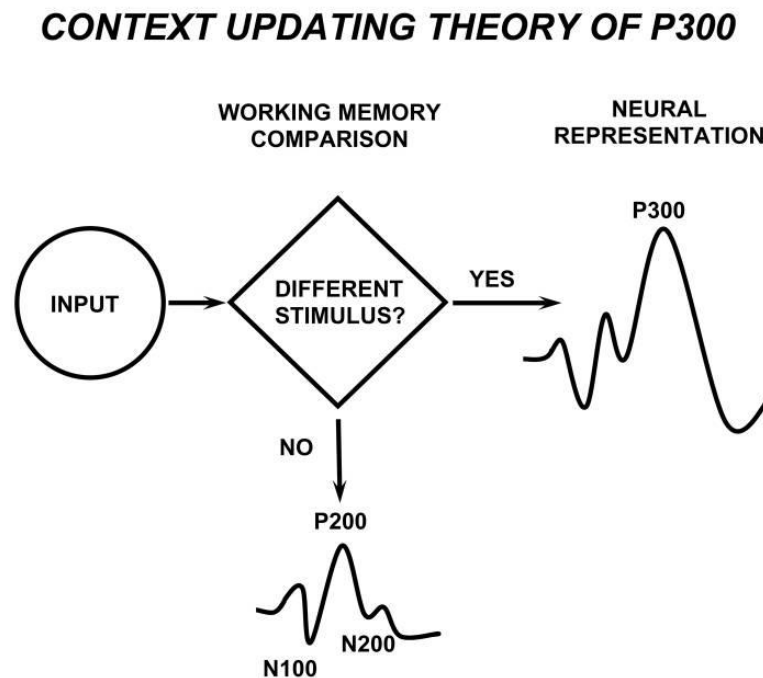 CONTEXT UPDATING THEORY OF P300
WORKING MEMORY
COMPARISON
NEURAL
REPRESENTATION
P300
INPUT
DIFFERENT
STIMULUS?
YES
NO
P200
N200
N100